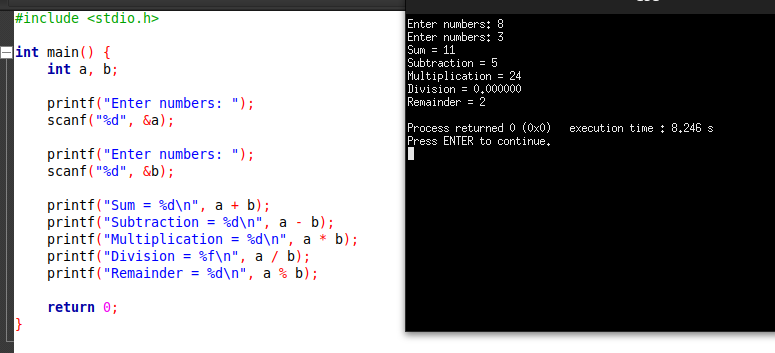 #include <stdio.h>
int main() {
int a, b;
printf("Enter numbers: ");
scanf("%d", &a);
printf("Enter numbers: ");
scanf("%d", &b);
printf("Sum = %d\n", a + b);
printf("Subtraction = %d\n", a - b);
printf("Multiplication = %d\n", a * b);
printf("Division = %f\n", a / b);
printf("Remainder = %d\n", a % b);
return 0;
}
Enter numbers: 8
Enter numbers: 3
Sum = 11
Subtraction = 5
Multiplication = 24
Division = 0.000000
Remainder = 2
Process returned 0 (0x0)   execution time : 8.246 s
Press ENTER to continue.